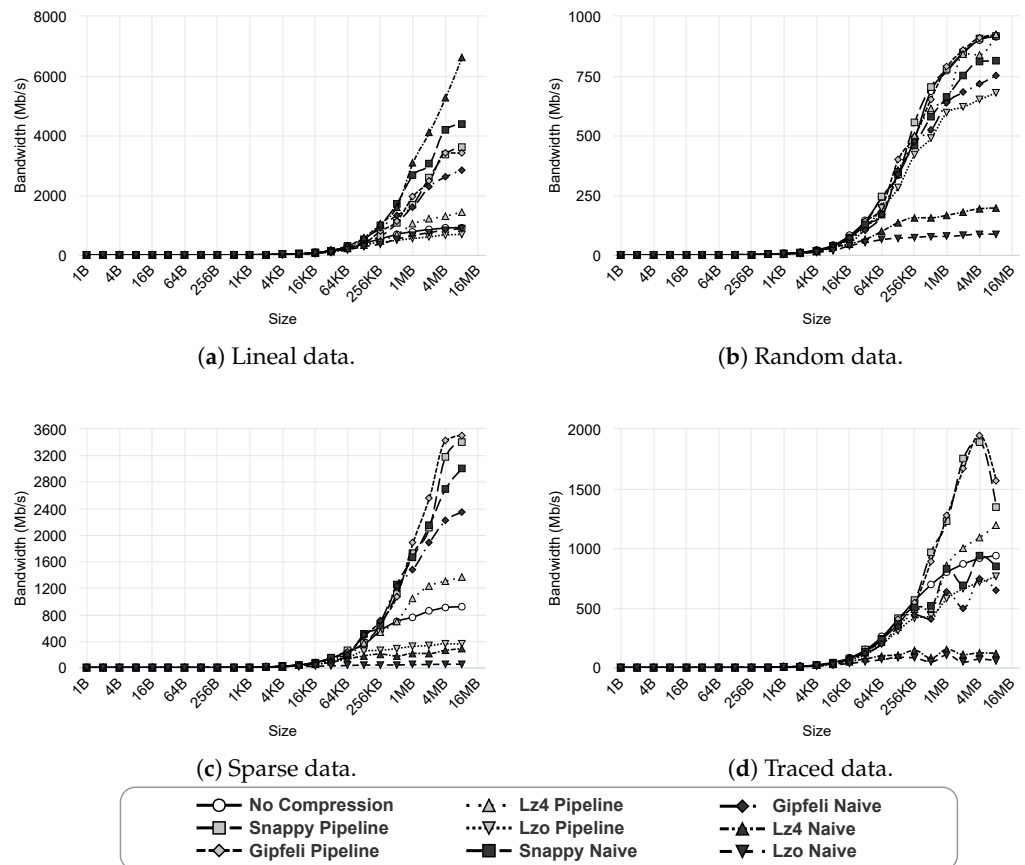 8000
6000
4000
2000
0
Bandwidth (Mb/s)
1B
4B
16B
64B
256B
1KB
4KB
16KB
64KB
256KB
1MB
4MB
16MB
Size
(a) Lineal data.
1000
750
500
250
0
Bandwidth (Mb/s)
1B
4B
16B
64B
256B
1KB
4KB
16KB
64KB
256KB
1MB
4MB
16MB
Size
(b) Random data.
3600
3200
2800
2400
2000
1600
1200
800
400
0
Bandwidth (Mb/s)
1B
4B
16B
64B
256B
1KB
4KB
16KB
64KB
256KB
1MB
4MB
16MB
Size
(c) Sparse data.
2000
1500
1000
500
0
Bandwidth (Mb/s)
1B
4B
16B
64B
256B
1KB
4KB
16KB
64KB
256KB
1MB
4MB
16MB
Size
(d) Traced data.
No Compression
Snappy Pipeline
Gipfeli Pipeline
Lz4 Pipeline
Lzo Pipeline
Snappy Naive
Gipfeli Naive
Lz4 Naive
Lzo Naive